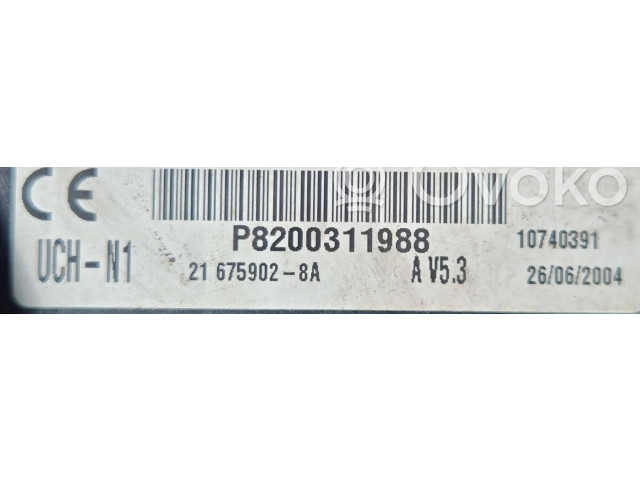 CE
OVOKO
P8200311988
10740391
UCH-N1
21 675902-8A
A V5.3
26/06/2004